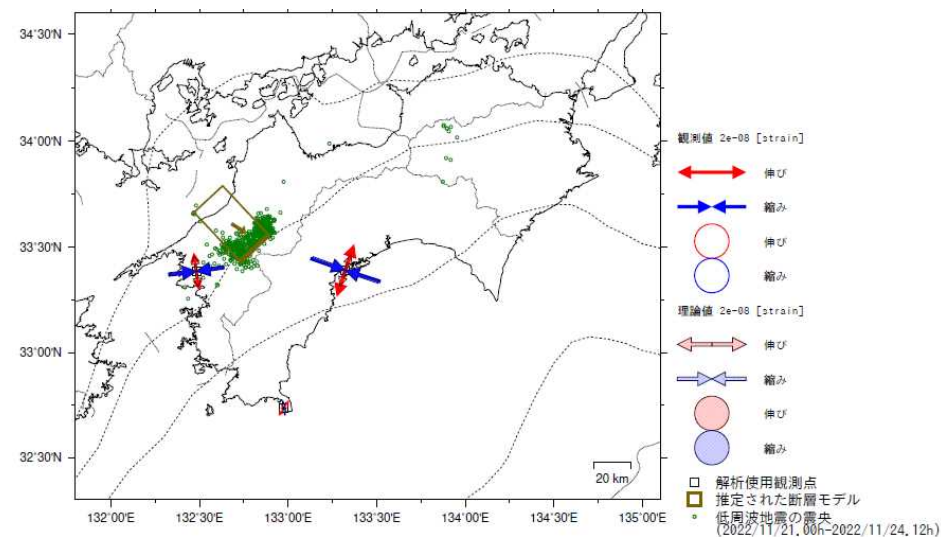 34°30'N
34°00'N
33°30'N
33°00'N
32°30'N
132°00'E
132°30'E
133°00'E
133°30'E
134°00'E
134°30'E
135°00'E
20 km
観測値 2e-08 [strain]
伸び
縮み
伸び
縮み
理論値 2e-08 [strain]
伸び
縮み
伸び
縮み
解析使用観測点
推定された断層モデル
低周波地震の震央
(2022/11/21,00h-2022/11/24,12h)